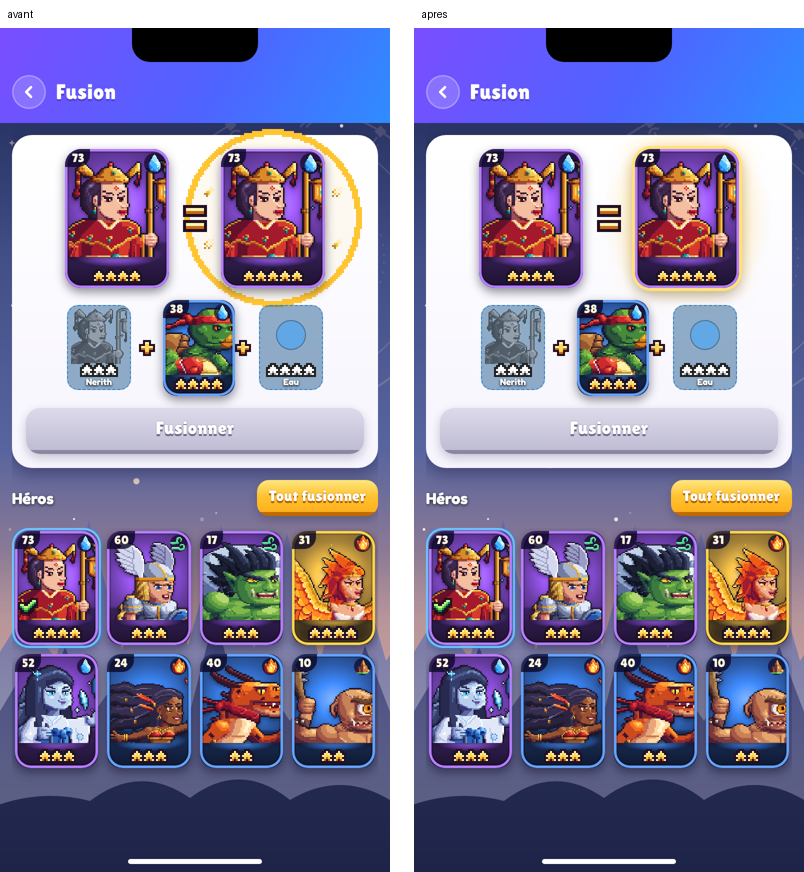 avant
apres
Fusion
73
73
38
Nerith
Eau
Fusionner
Héros
Tout fusionner
73
60
17
31
52
24
40
10
Fusion
73
73
38
Nerith
Eau
Fusionner
Héros
Tout fusionner
73
60
17
31
52
24
40
10